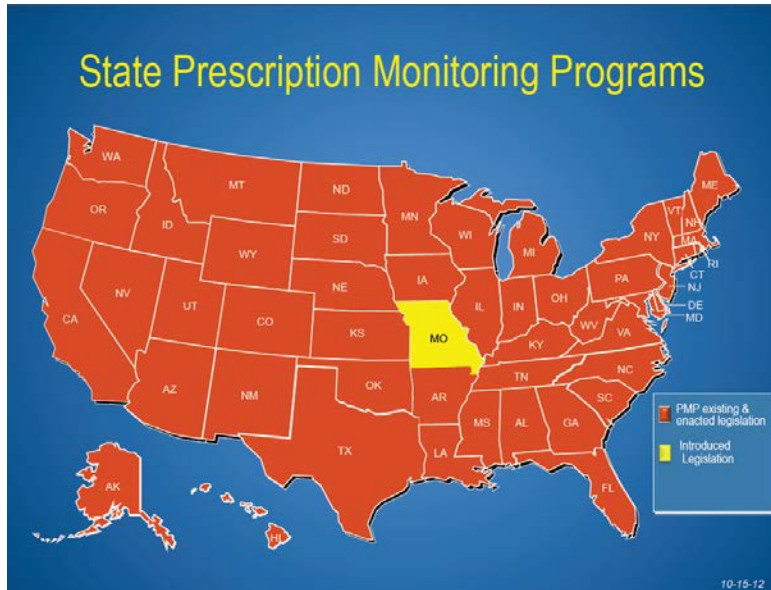 State Prescription Monitoring Programs
WA
MT
ND
MN
ME
VT
NH
OR
ID
SD
WI
NY
MA
WY
MI
RI
CT
IA
PA
NJ
NE
NV
UT
IL
IN
OH
DE
MD
CA
CO
KS
MO
WV
VA
KY
NC
TN
AZ
NM
OK
AR
SC
MS
AL
GA
TX
LA
FL
AK
HI
PMP existing &
enacted legislation
Introduced
Legislation
10-15-12